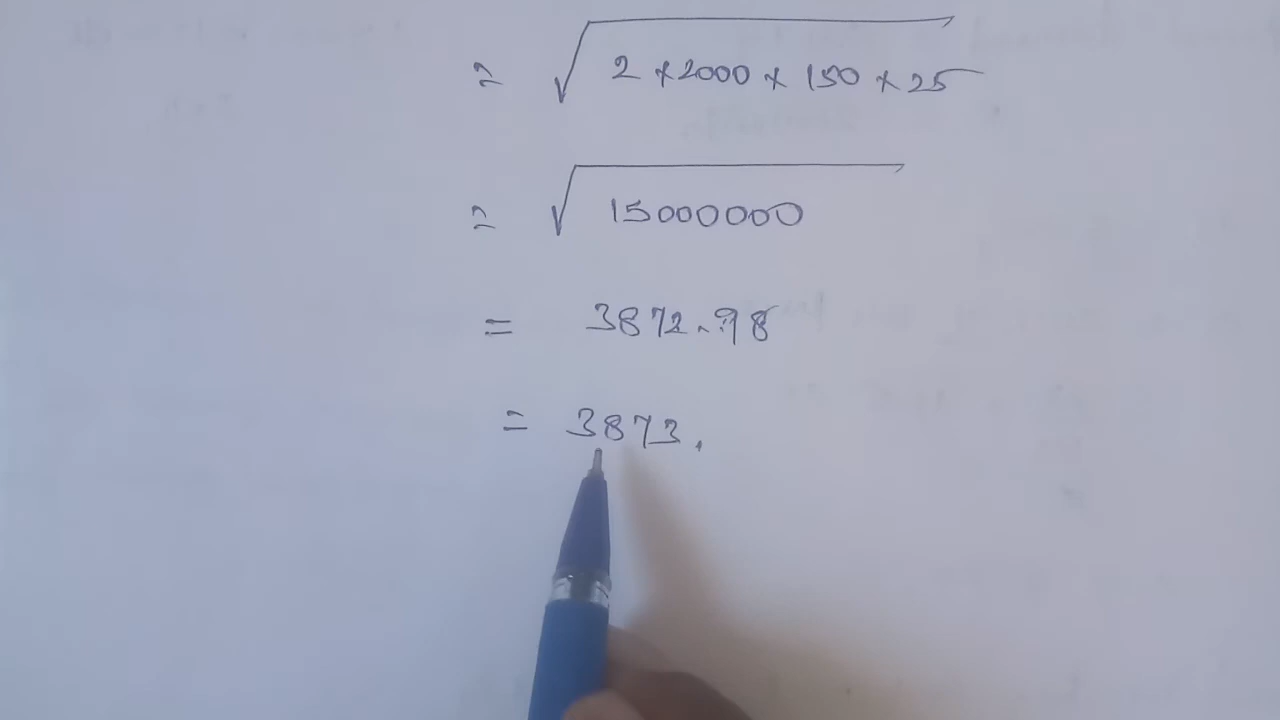 = √2 × 2000 × 150 × 25
= √15000000
= 3872.98
= 3873.